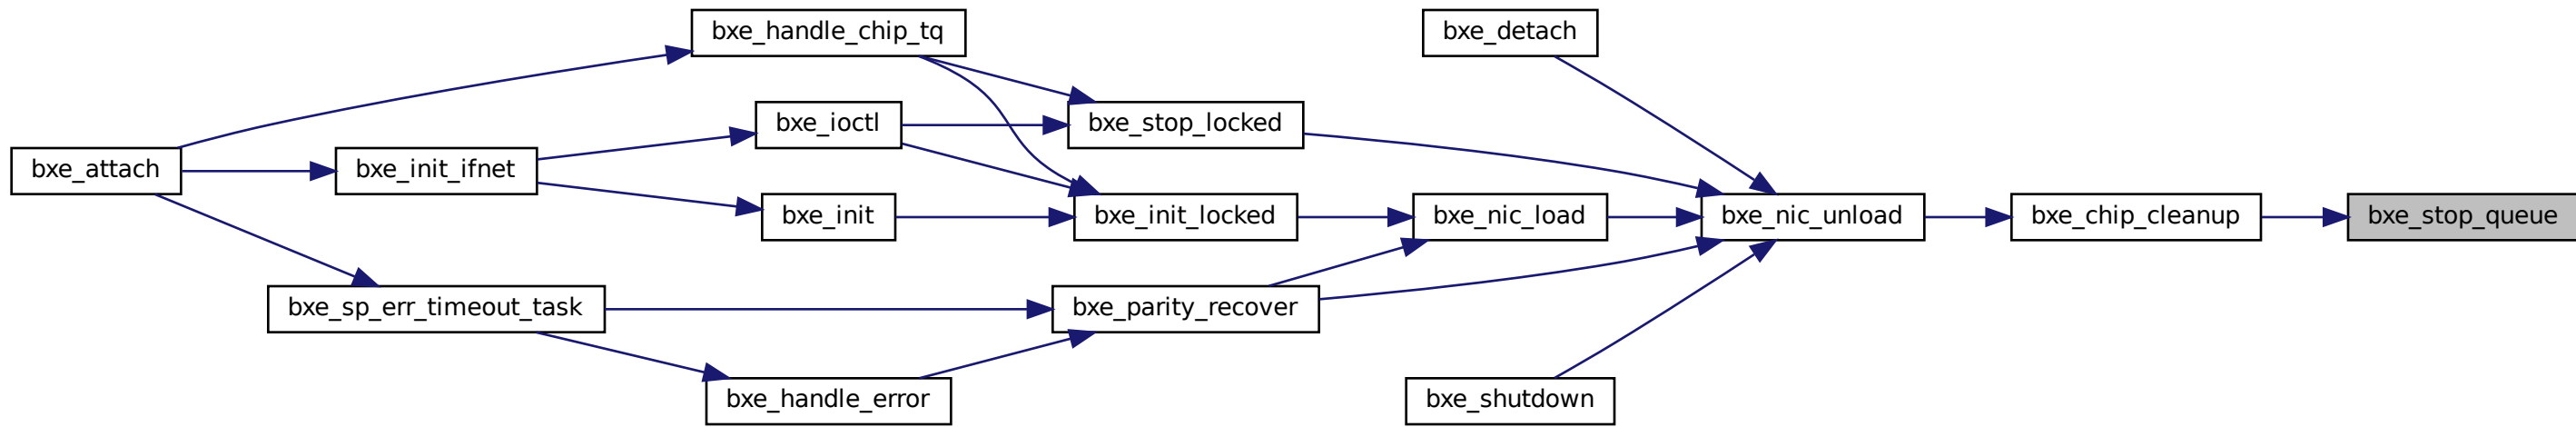 bxe_handle_chip_tq
bxe_detach
bxe_ioctl
bxe_stop_locked
bxe_attach
bxe_init_ifnet
bxe_init
bxe_init_locked
bxe_nic_load
bxe_nic_unload
bxe_chip_cleanup
bxe_stop_queue
bxe_sp_err_timeout_task
bxe_parity_recover
bxe_handle_error
bxe_shutdown